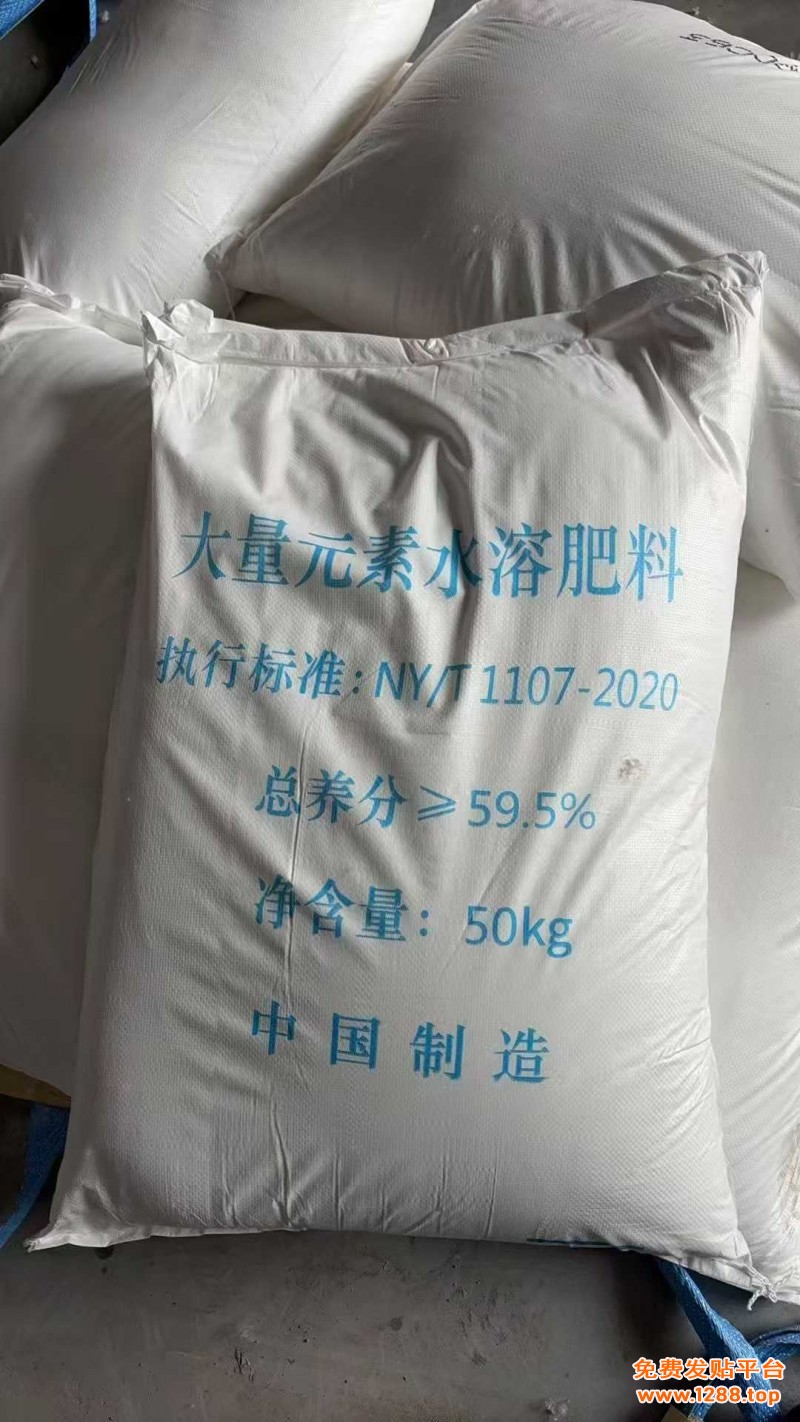 大量元素水溶肥料
执行标准：NY/T 1107-2020
总养分≥59.5%
净含量：50kg
中国制造
免费发贴平台
www.1288.top